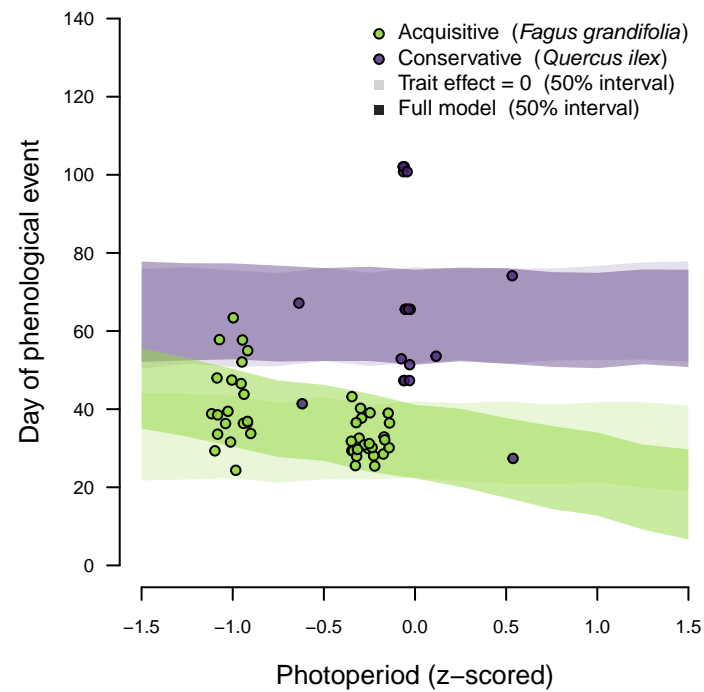 140
120
100
80
60
40
20
0
Day of phenological event
Acquisitive (Fagus grandifolia)
Conservative (Quercus ilex)
Trait effect = 0 (50% interval)
Full model (50% interval)
−1.5 −1.0 −0.5 0.0 0.5 1.0 1.5
Photoperiod (z−scored)